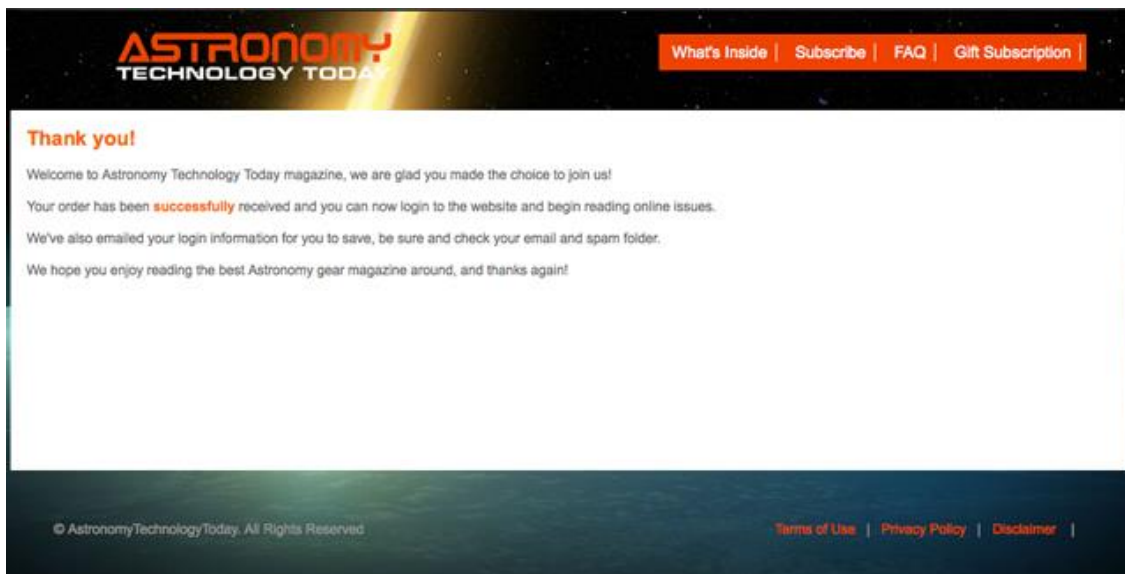 ASTRONOMY
TECHNOLOGY TODAY
What's Inside | Subscribe | FAQ | Gift Subscription |
Thank you!
Welcome to Astronomy Technology Today magazine, we are glad you made the choice to join us!
Your order has been successfully received and you can now login to the website and begin reading online issues.
We've also emailed your login information for you to save, be sure and check your email and spam folder.
We hope you enjoy reading the best Astronomy gear magazine around, and thanks again!
© AstronomyTechnologyToday. All Rights Reserved
Terms of Use | Privacy Policy | Disclaimer |